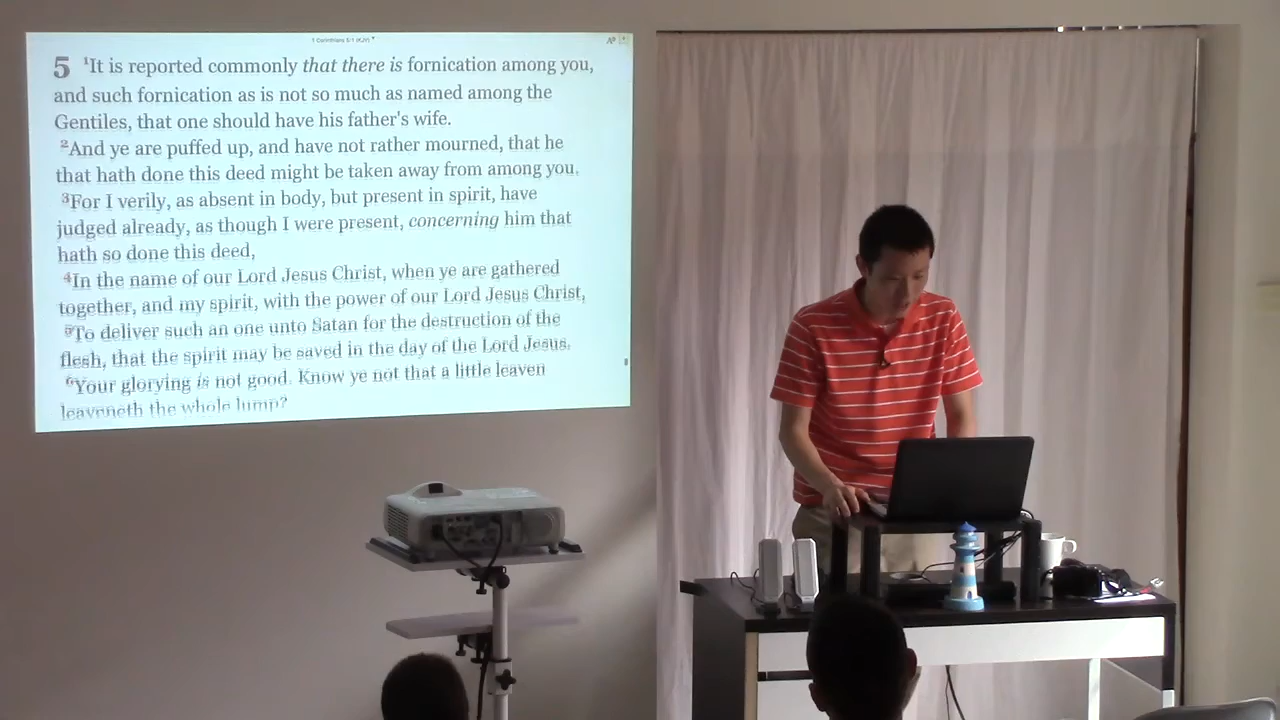 1 Corinthians 5:1 (KJV)
5 1It is reported commonly that there is fornication among you,
and such fornication as is not so much as named among the
Gentiles, that one should have his father's wife.
2And ye are puffed up, and have not rather mourned, that he
that hath done this deed might be taken away from among you.
3For I verily, as absent in body, but present in spirit, have
judged already, as though I were present, concerning him that
hath so done this deed,
4In the name of our Lord Jesus Christ, when ye are gathered
together, and my spirit, with the power of our Lord Jesus Christ,
5To deliver such an one unto Satan for the destruction of the
flesh, that the spirit may be saved in the day of the Lord Jesus.
6Your glorying is not good. Know ye not that a little leaven
leaveneth the whole lump?